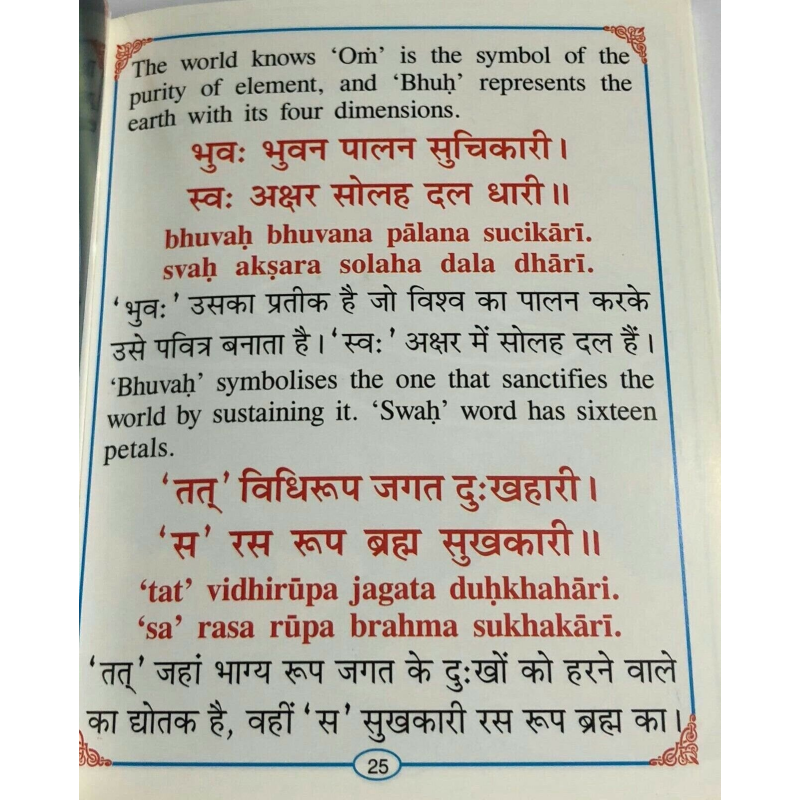 The world knows ‘Oṁ’ is the symbol of the
purity of element, and ‘Bhuḥ’ represents the
earth with its four dimensions.
भुवः भुवन पालन सुचिकारी।
स्वः अक्षर सोलह दल धारी॥
bhuvaḥ bhuvana pālana sucikārī.
svaḥ akṣara solaha dala dhārī.
‘भुवः’ उसका प्रतीक है जो विश्व का पालन करके
उसे पवित्र बनाता है। ‘स्वः’ अक्षर में सोलह दल हैं।
‘Bhuvaḥ’ symbolises the one that sanctifies the
world by sustaining it. ‘Swaḥ’ word has sixteen
petals.
‘तत्’ विधिरूप जगत दुःखहारी।
‘स’ रस रूप ब्रह्म सुखकारी॥
‘tat’ vidhirūpa jagata duḥkhahāri.
‘sa’ rasa rūpa brahma sukhakārī.
‘तत्’ जहां भाग्य रूप जगत के दुःखों को हरने वाले
का द्योतक है, वहीं ‘स’ सुखकारी रस रूप ब्रह्म का।
25